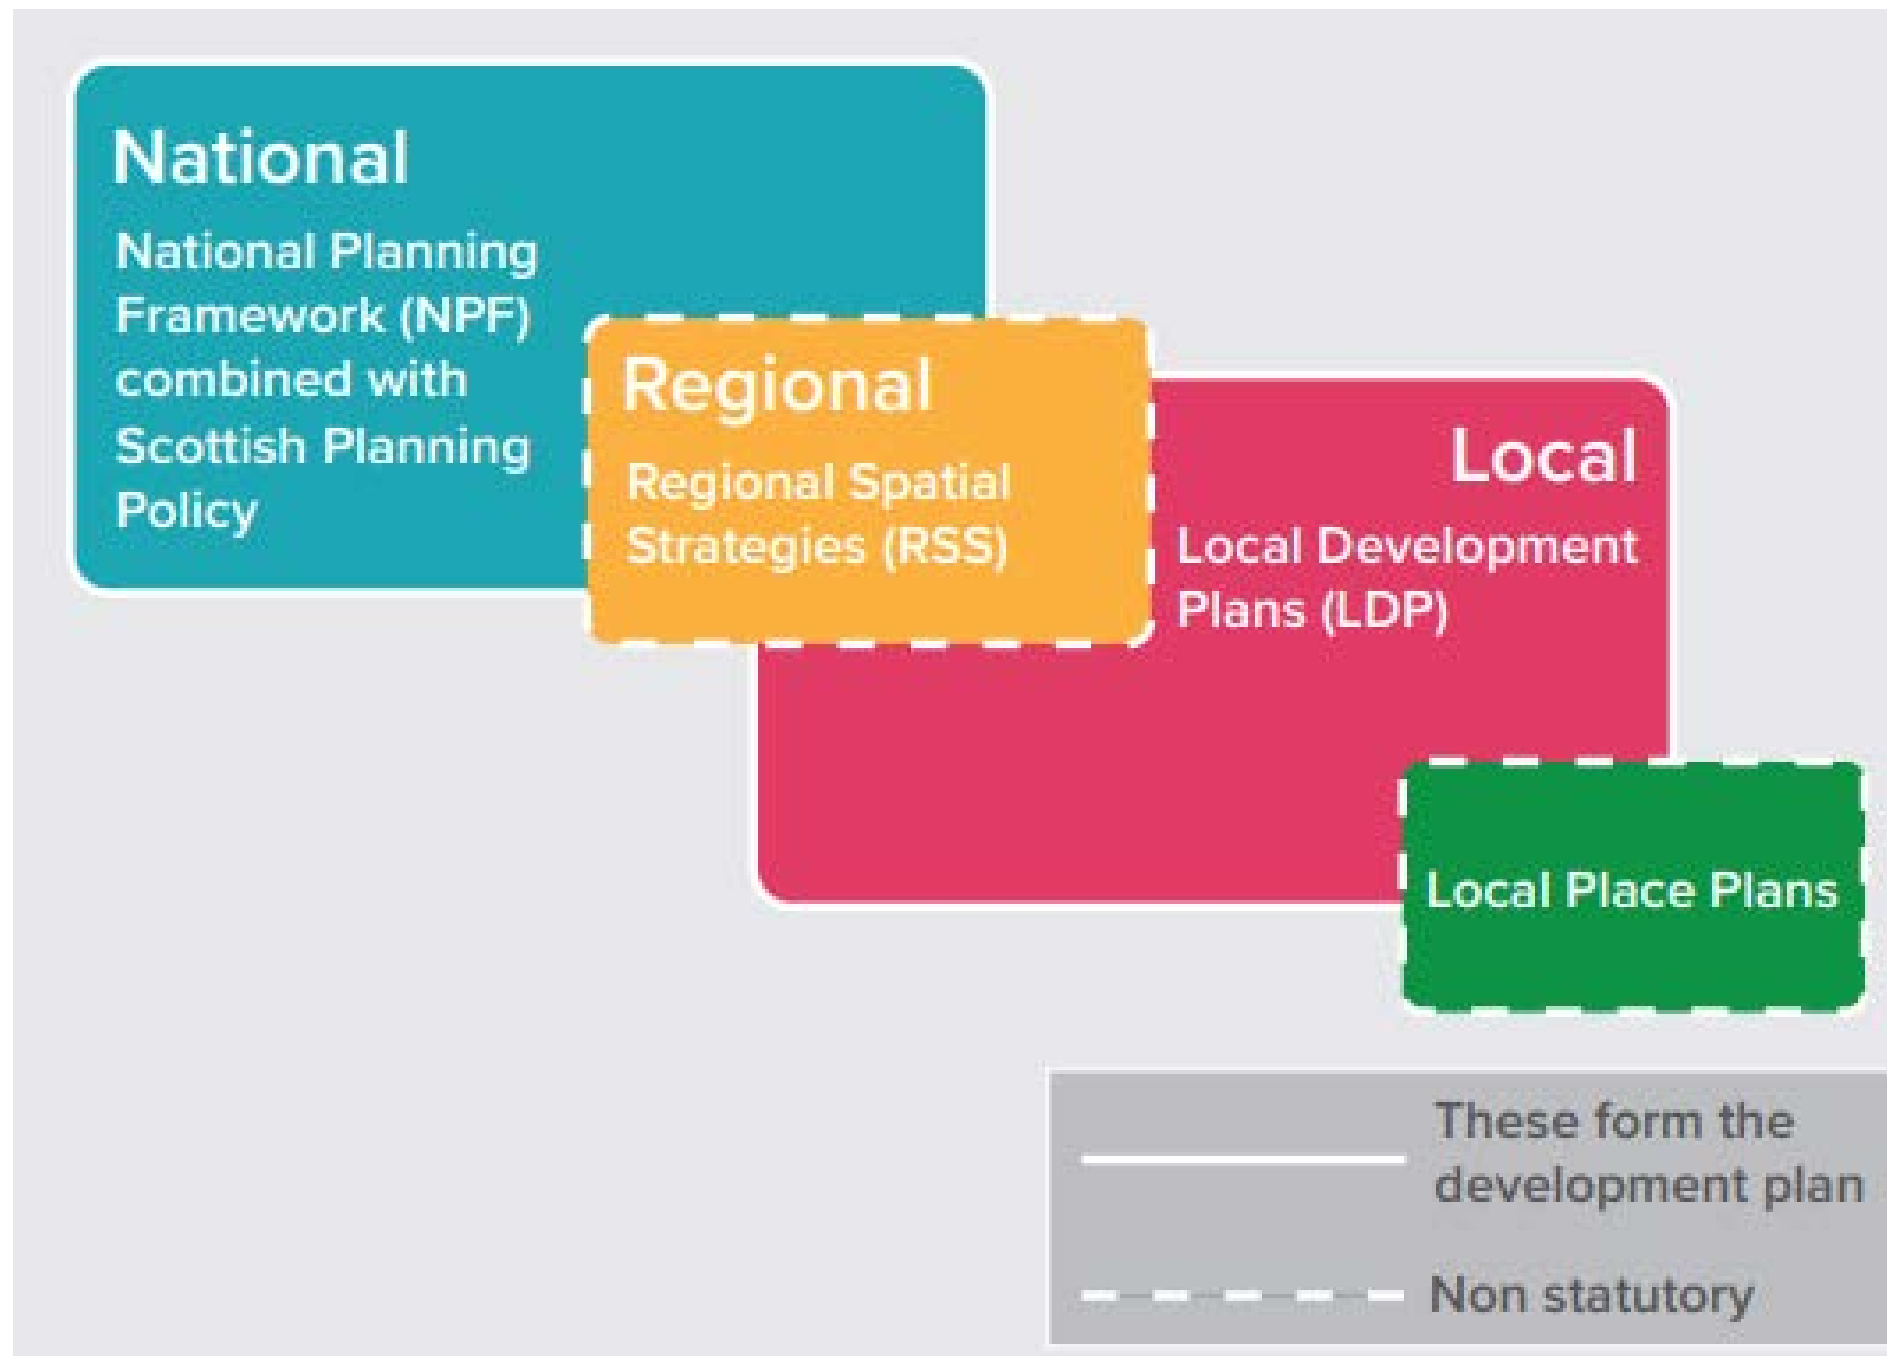 National
National Planning
Framework (NPF)
combined with
Scottish Planning
Policy
Regional
Regional Spatial
Strategies (RSS)
Local
Local Development
Plans (LDP)
Local Place Plans
These form the
development plan
Non statutory